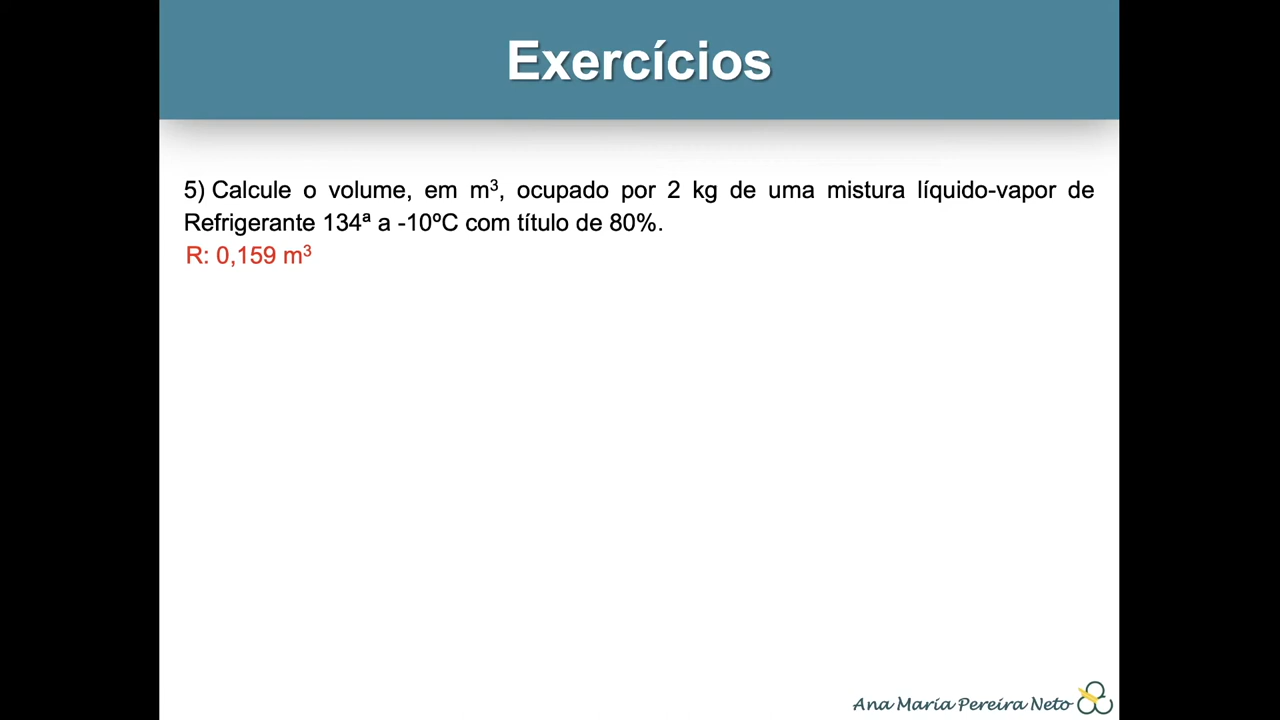 Exercícios
5) Calcule o volume, em m³, ocupado por 2 kg de uma mistura líquido-vapor de
Refrigerante 134ª a -10ºC com título de 80%.
R: 0,159 m³
Ana Maria Pereira Neto